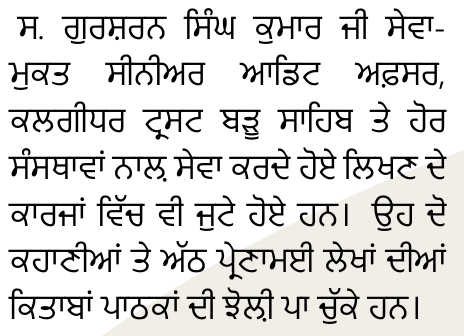 ਸ. ਗੁਰਸ਼ਰਨ ਸਿੰਘ ਕੁਮਾਰ ਜੀ ਸੇਵਾ-
ਮੁਕਤ ਸੀਨੀਅਰ ਆਡਿਟ ਅਫ਼ਸਰ,
ਕਲਗੀਧਰ ਟ੍ਰਸਟ ਬੜੂ ਸਾਹਿਬ ਤੇ ਹੋਰ
ਸੰਸਥਾਵਾਂ ਨਾਲ਼ ਸੇਵਾ ਕਰਦੇ ਹੋਏ ਲਿਖਣ ਦੇ
ਕਾਰਜਾਂ ਵਿੱਚ ਵੀ ਜੁਟੇ ਹੋਏ ਹਨ। ਉਹ ਦੋ
ਕਹਾਣੀਆਂ ਤੇ ਅੱਠ ਪ੍ਰੇਣਾਮਈ ਲੇਖਾਂ ਦੀਆਂ
ਕਿਤਾਬਾਂ ਪਾਠਕਾਂ ਦੀ ਝੋਲ਼ੀ ਪਾ ਚੁੱਕੇ ਹਨ।